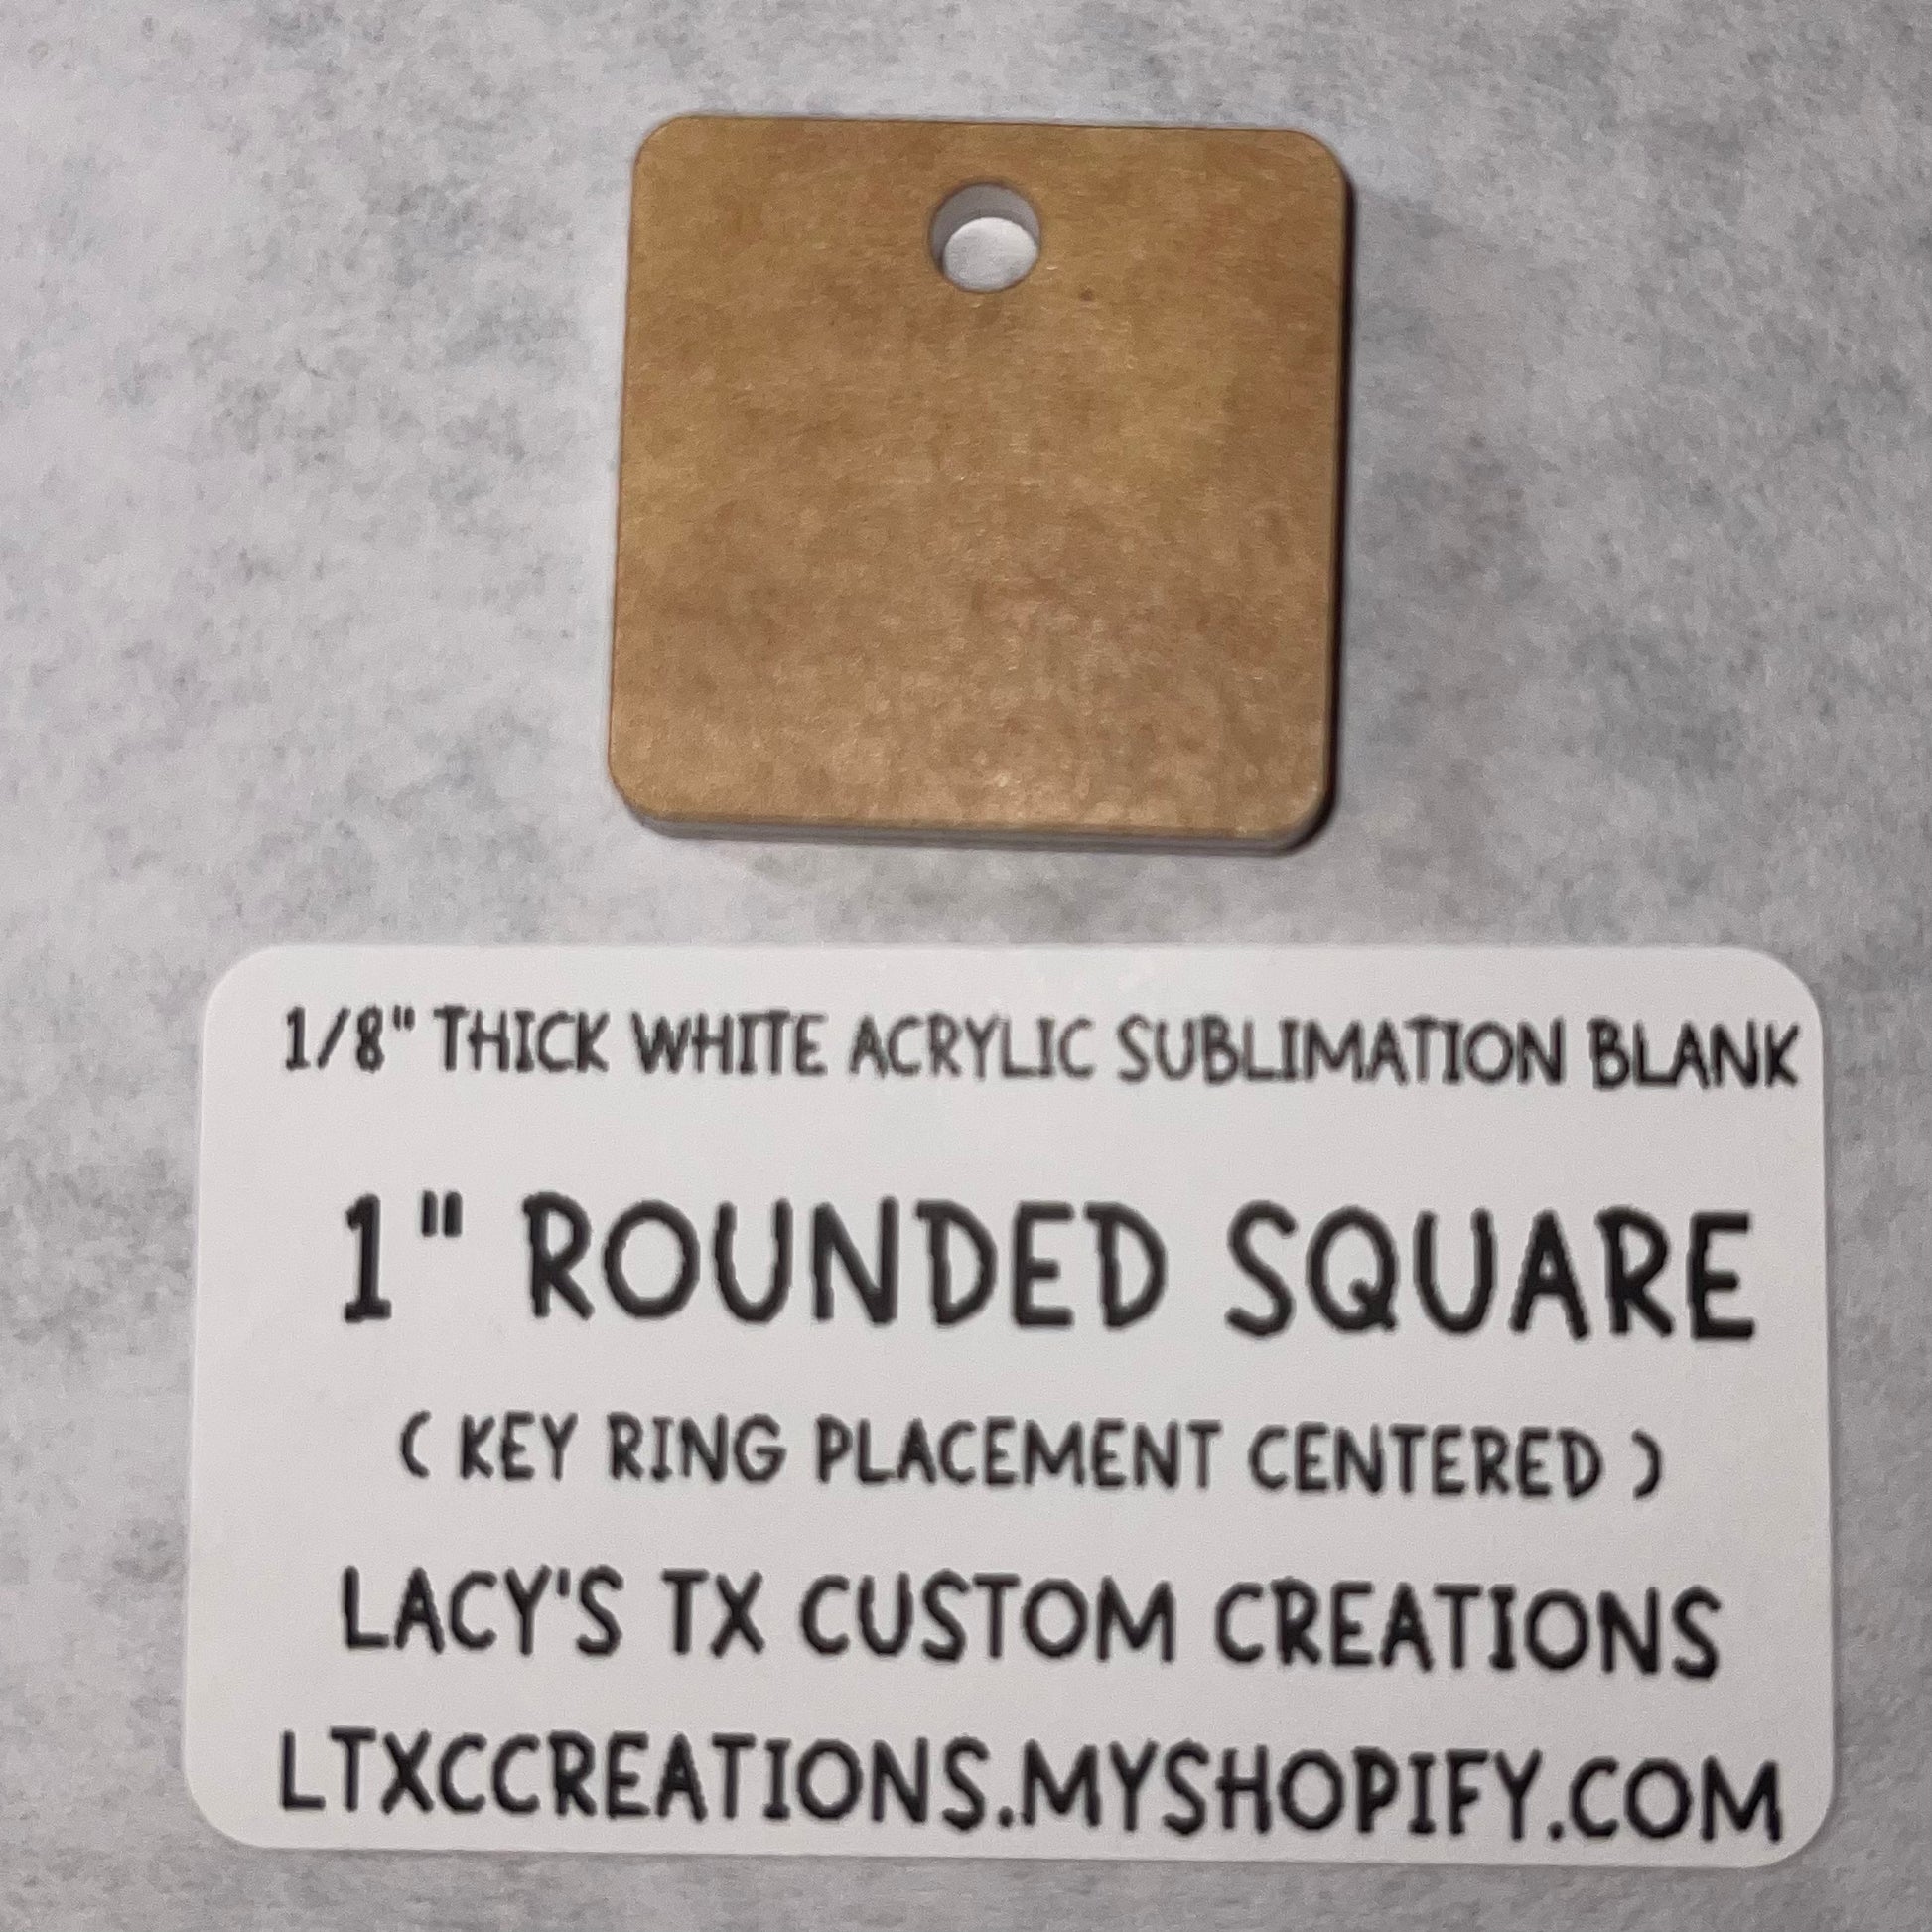 1/8" THICK WHITE ACRYLIC SUBLIMATION BLANK
1" ROUNDED SQUARE
( KEY RING PLACEMENT CENTERED )
LACY'S TX CUSTOM CREATIONS
LTXCCREATIONS.MYSHOPIFY.COM